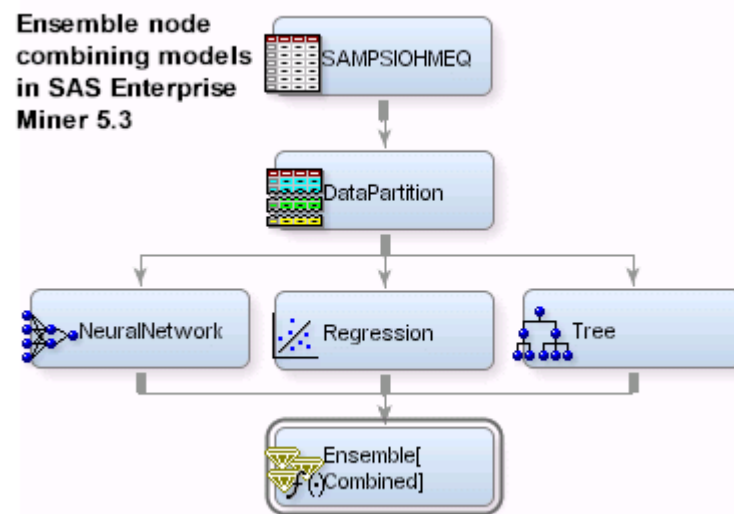 Ensemble node
combining models
in SAS Enterprise
Miner 5.3
SAMPSIOHMEQ
DataPartition
NeuralNetwork
Regression
Tree
Ensemble[
Combined]
f(·)